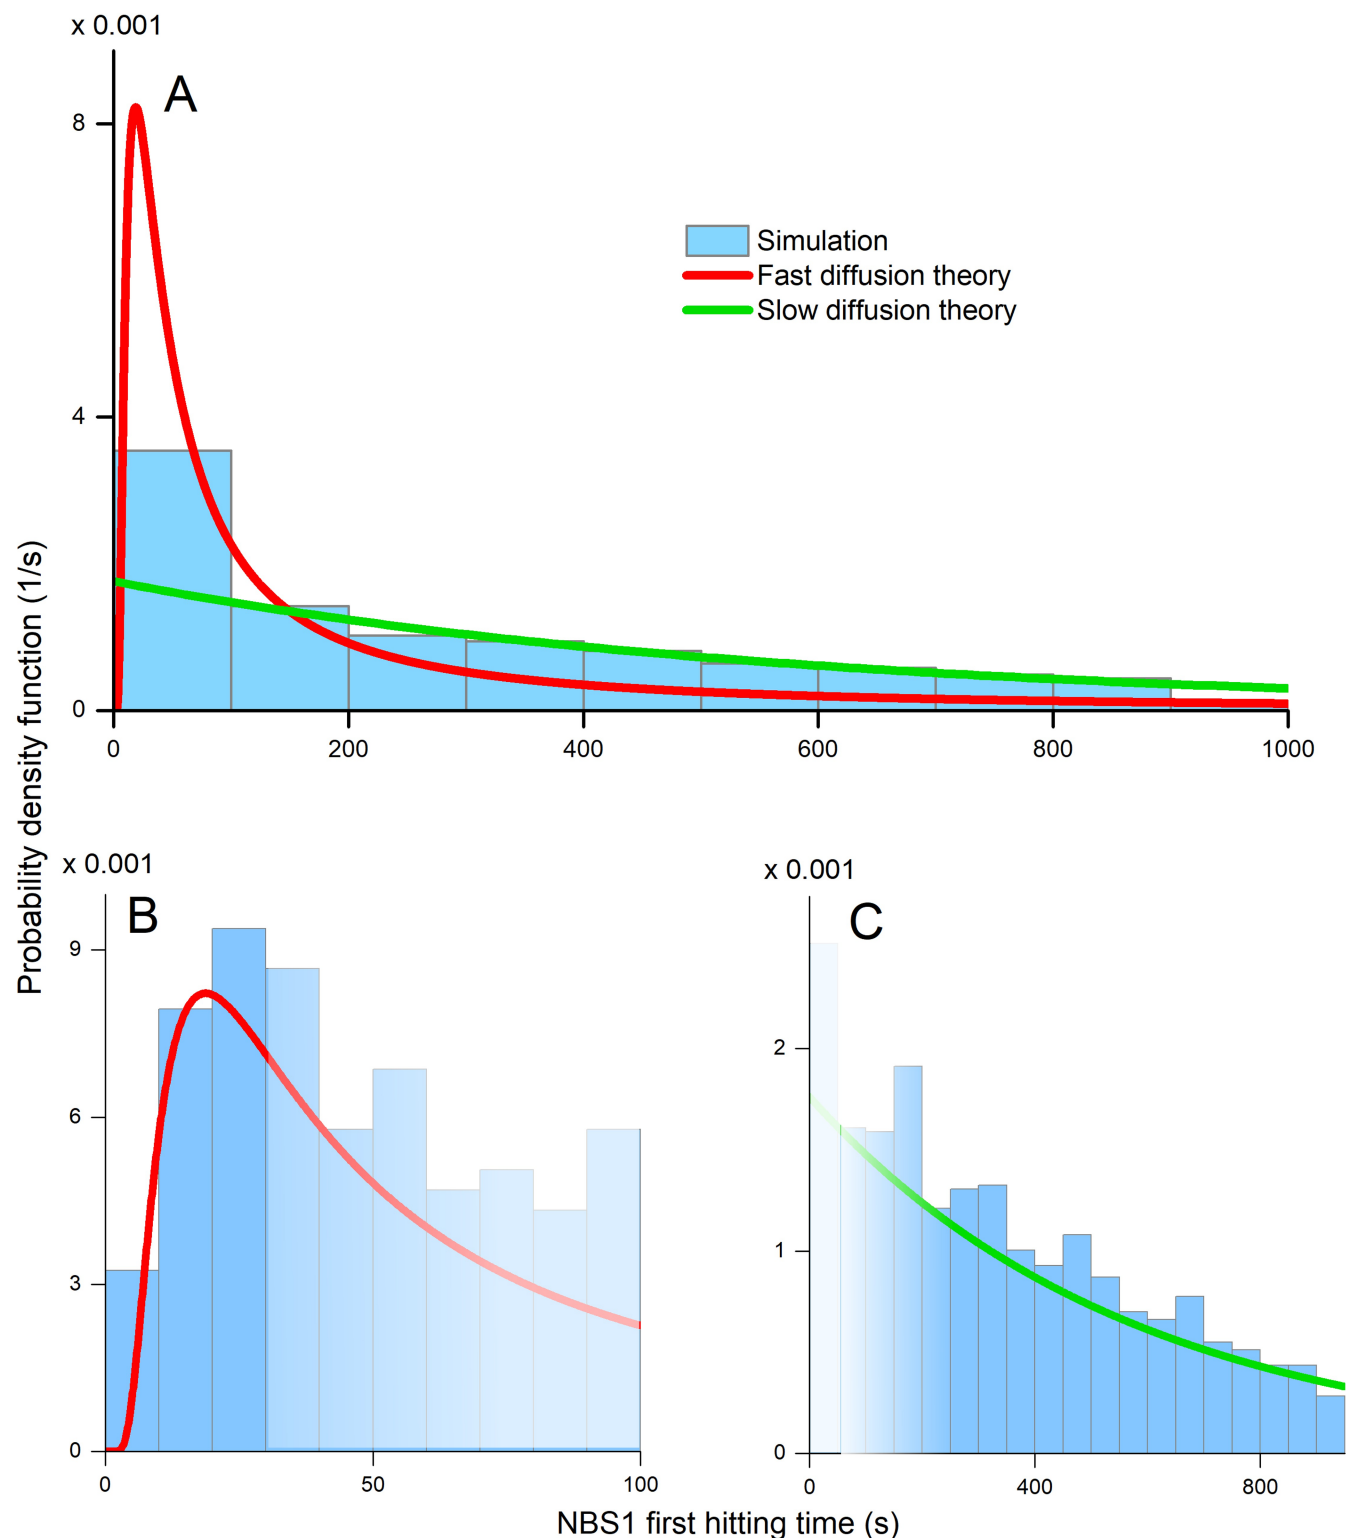 x 0.001
A
8
4
0
0 200 400 600 800 1000
Simulation
Fast diffusion theory
Slow diffusion theory
Probability density function (1/s)
x 0.001
B
9
6
3
0
0 50 100
x 0.001
C
2
1
0
0 400 800
NBS1 first hitting time (s)